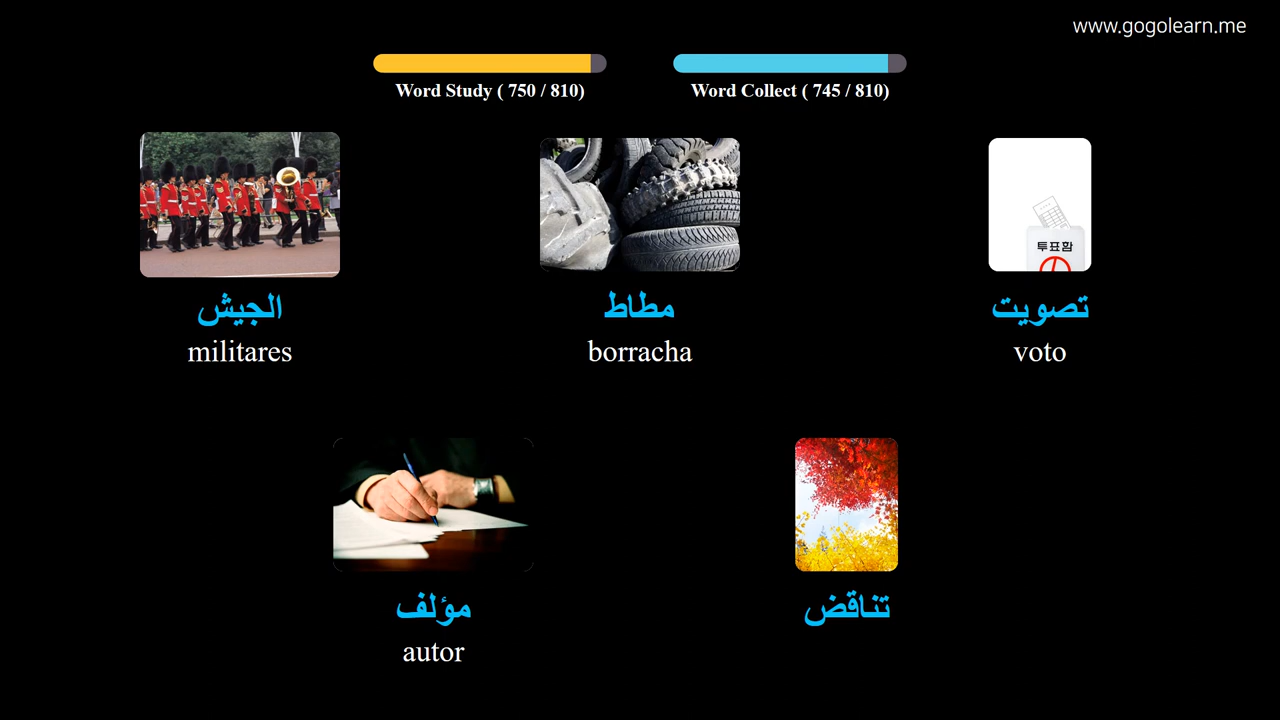 www.gogolearn.me
Word Study ( 750 / 810)
Word Collect ( 745 / 810)
투표함
الجيش
militares
مطاط
borracha
تصويت
voto
مؤلف
autor
تناقض